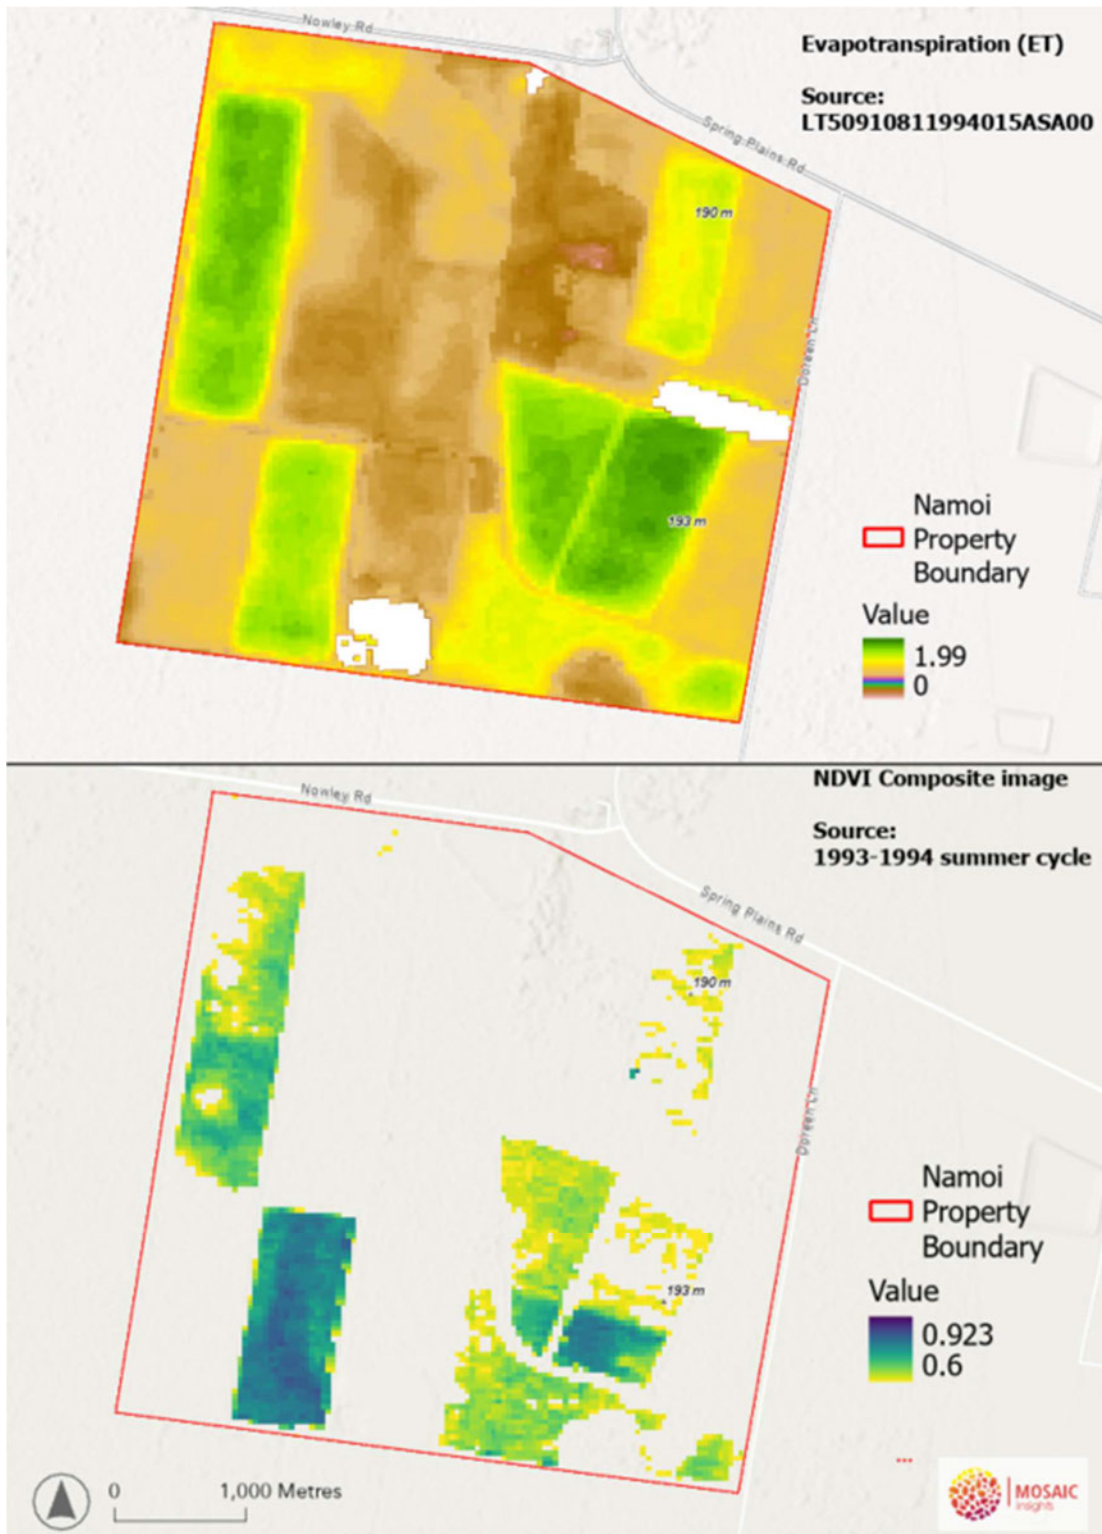 Nowley Rd
Evapotranspiration (ET)
Source:
LT50910811994015ASA00
Spring Plains Rd
190 m
Doreen Ln
193 m
Namoi
Property
Boundary
Value
1.99
0
NDVI Composite image
Nowley Rd
Source:
1993-1994 summer cycle
Spring Plains Rd
190 m
Doreen Ln
193 m
Namoi
Property
Boundary
Value
0.923
0.6
0
1,000 Metres
MOSAIC
Insights